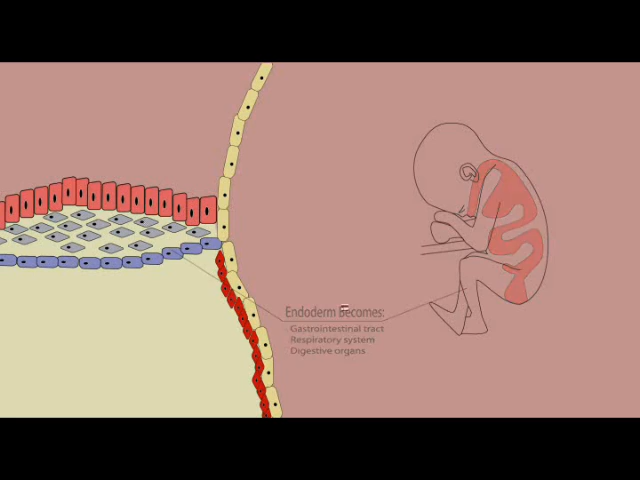 Endoderm Becomes:
Gastrointestinal tract
Respiratory system
Digestive organs